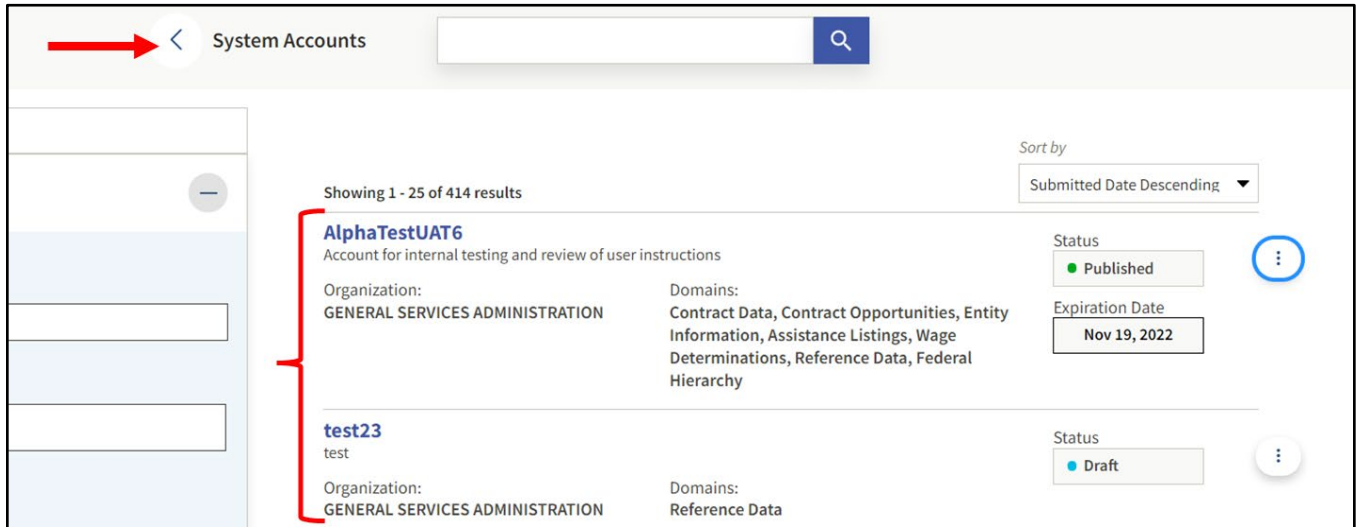 System Accounts
Sort by
Submitted Date Descending
Showing 1 - 25 of 414 results
AlphaTestUAT6
Account for internal testing and review of user instructions
Organization:
GENERAL SERVICES ADMINISTRATION
Domains:
Contract Data, Contract Opportunities, Entity
Information, Assistance Listings, Wage
Determinations, Reference Data, Federal
Hierarchy
Status
Published
Expiration Date
Nov 19, 2022
test23
test
Organization:
GENERAL SERVICES ADMINISTRATION
Domains:
Reference Data
Status
Draft